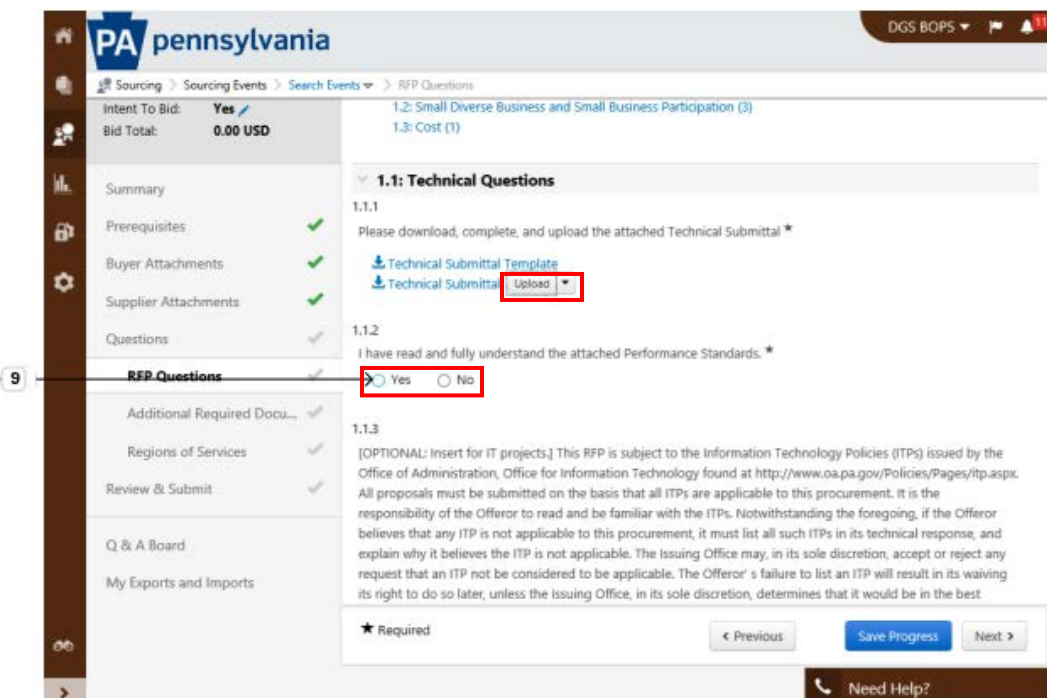 DGS BOPS
11
PA pennsylvania
Sourcing > Sourcing Events > Search Events > RFP Questions
Intent To Bid: Yes
Bid Total: 0.00 USD
Summary
Prerequisites
Buyer Attachments
Supplier Attachments
Questions
9
RFP Questions
Additional Required Docu...
Regions of Services
Review & Submit
Q & A Board
My Exports and Imports
1.2: Small Diverse Business and Small Business Participation (3)
1.3: Cost (1)
1.1: Technical Questions
1.1.1
Please download, complete, and upload the attached Technical Submittal ★
Technical Submittal Template
Technical Submittal Upload
1.1.2
I have read and fully understand the attached Performance Standards. ★
Yes No
1.1.3
[OPTIONAL: Insert for IT projects.] This RFP is subject to the Information Technology Policies (ITPs) issued by the
Office of Administration, Office for Information Technology found at http://www.oa.pa.gov/Policies/Pages/itp.aspx.
All proposals must be submitted on the basis that all ITPs are applicable to this procurement. It is the
responsibility of the Offeror to read and be familiar with the ITPs. Notwithstanding the foregoing, if the Offeror
believes that any ITP is not applicable to this procurement, it must list all such ITPs in its technical response, and
explain why it believes the ITP is not applicable. The Issuing Office may, in its sole discretion, accept or reject any
request that an ITP not be considered to be applicable. The Offeror' s failure to list an ITP will result in its waiving
its right to do so later, unless the Issuing Office, in its sole discretion, determines that it would be in the best
★ Required
< Previous
Save Progress
Next >
Need Help?